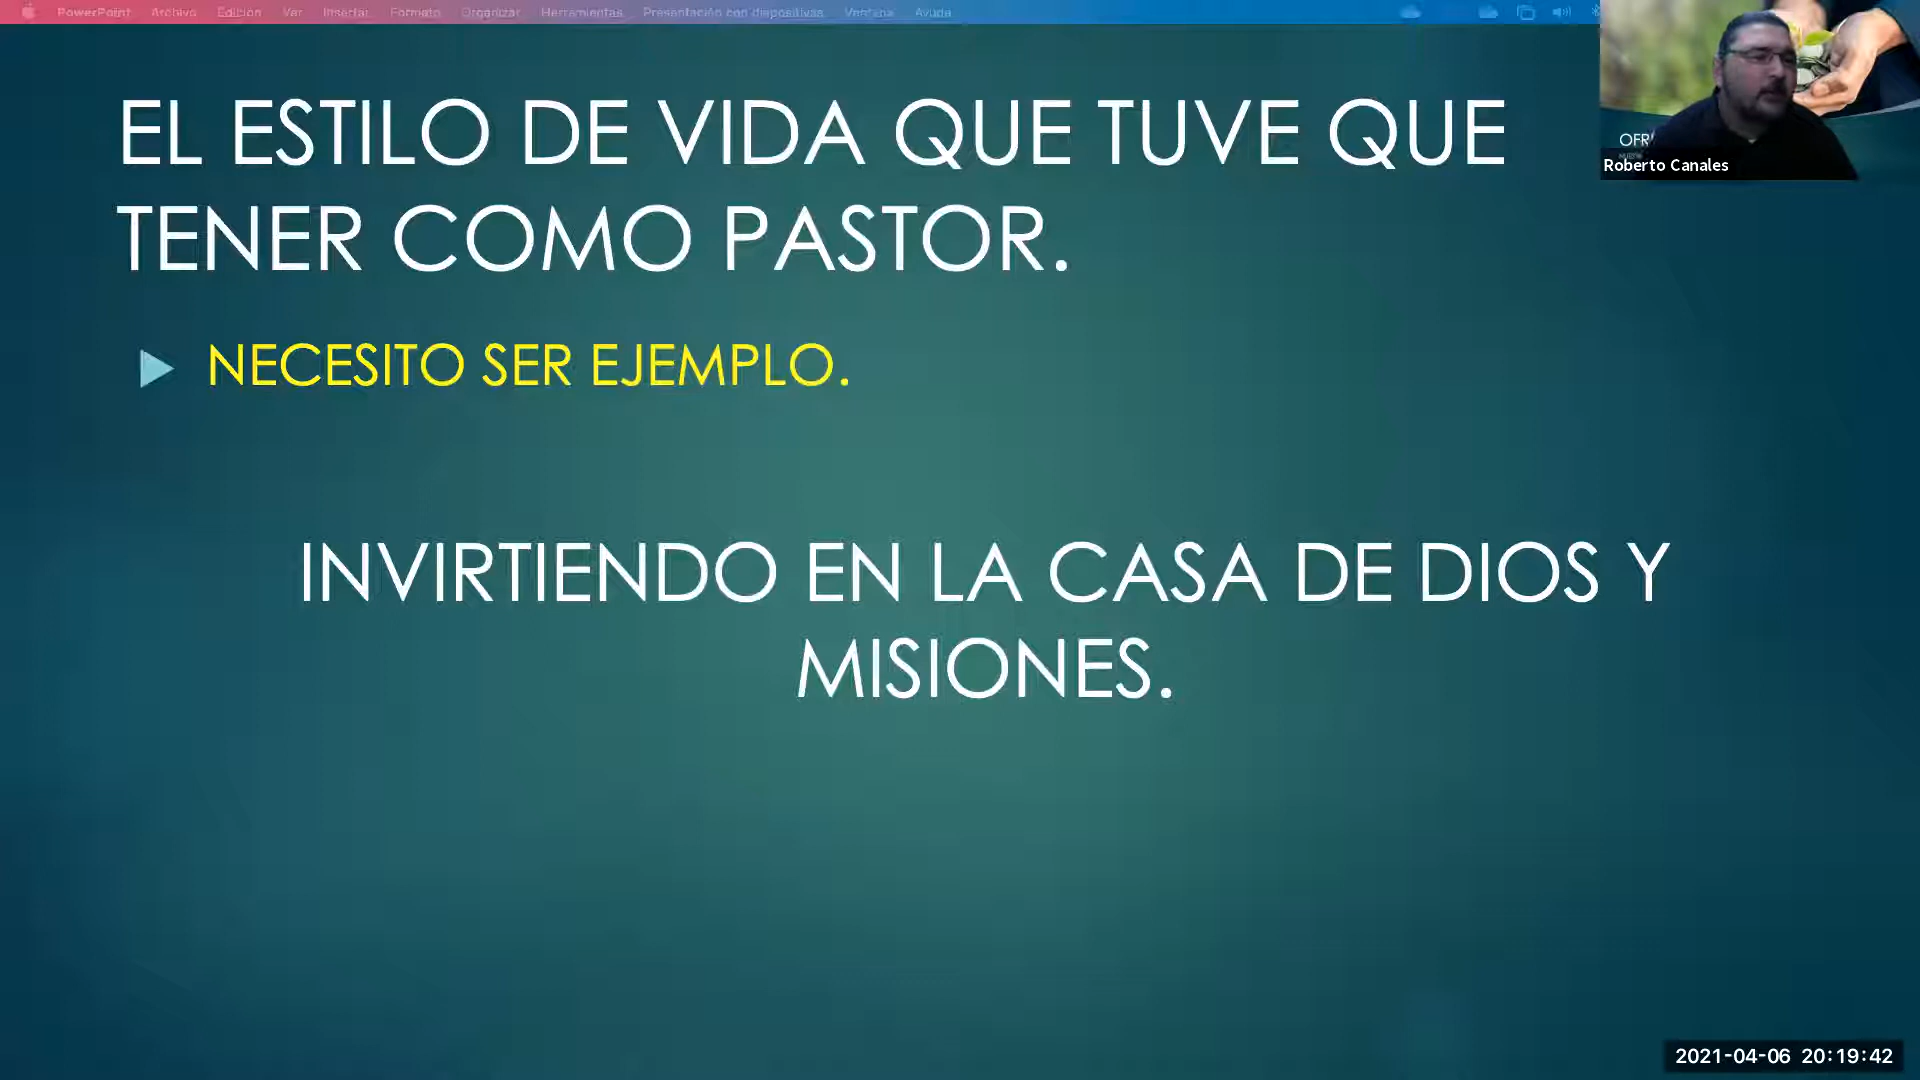 PowerPoint Archivo Edición Ver Insertar Formato Organizar Herramientas Presentación con diapositivas Ventana Ayuda
EL ESTILO DE VIDA QUE TUVE QUE
TENER COMO PASTOR.
OFR
Roberto Canales
NECESITO SER EJEMPLO.
INVIRTIENDO EN LA CASA DE DIOS Y
MISIONES.
2021-04-06 20:19:42